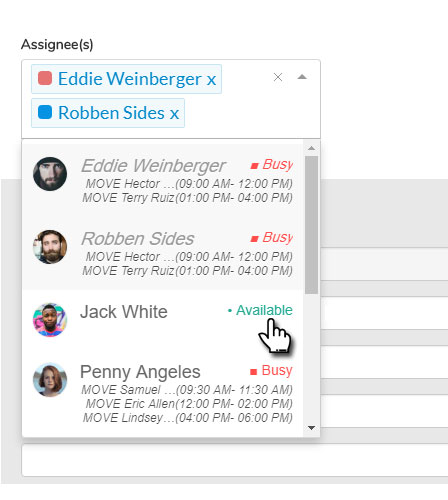 Assignee(s)
Eddie Weinberger x
Robben Sides x
Eddie Weinberger Busy
MOVE Hector ...(09:00 AM- 12:00 PM)
MOVE Terry Ruiz(01:00 PM- 04:00 PM)
Robben Sides Busy
MOVE Hector ...(09:00 AM- 12:00 PM)
MOVE Terry Ruiz(01:00 PM- 04:00 PM)
Jack White • Available
Penny Angeles Busy
MOVE Samuel ...(09:30 AM- 11:30 AM)
MOVE Eric Allen(12:00 PM- 02:00 PM)
MOVE Lindsey...(04:00 PM- 06:00 PM)